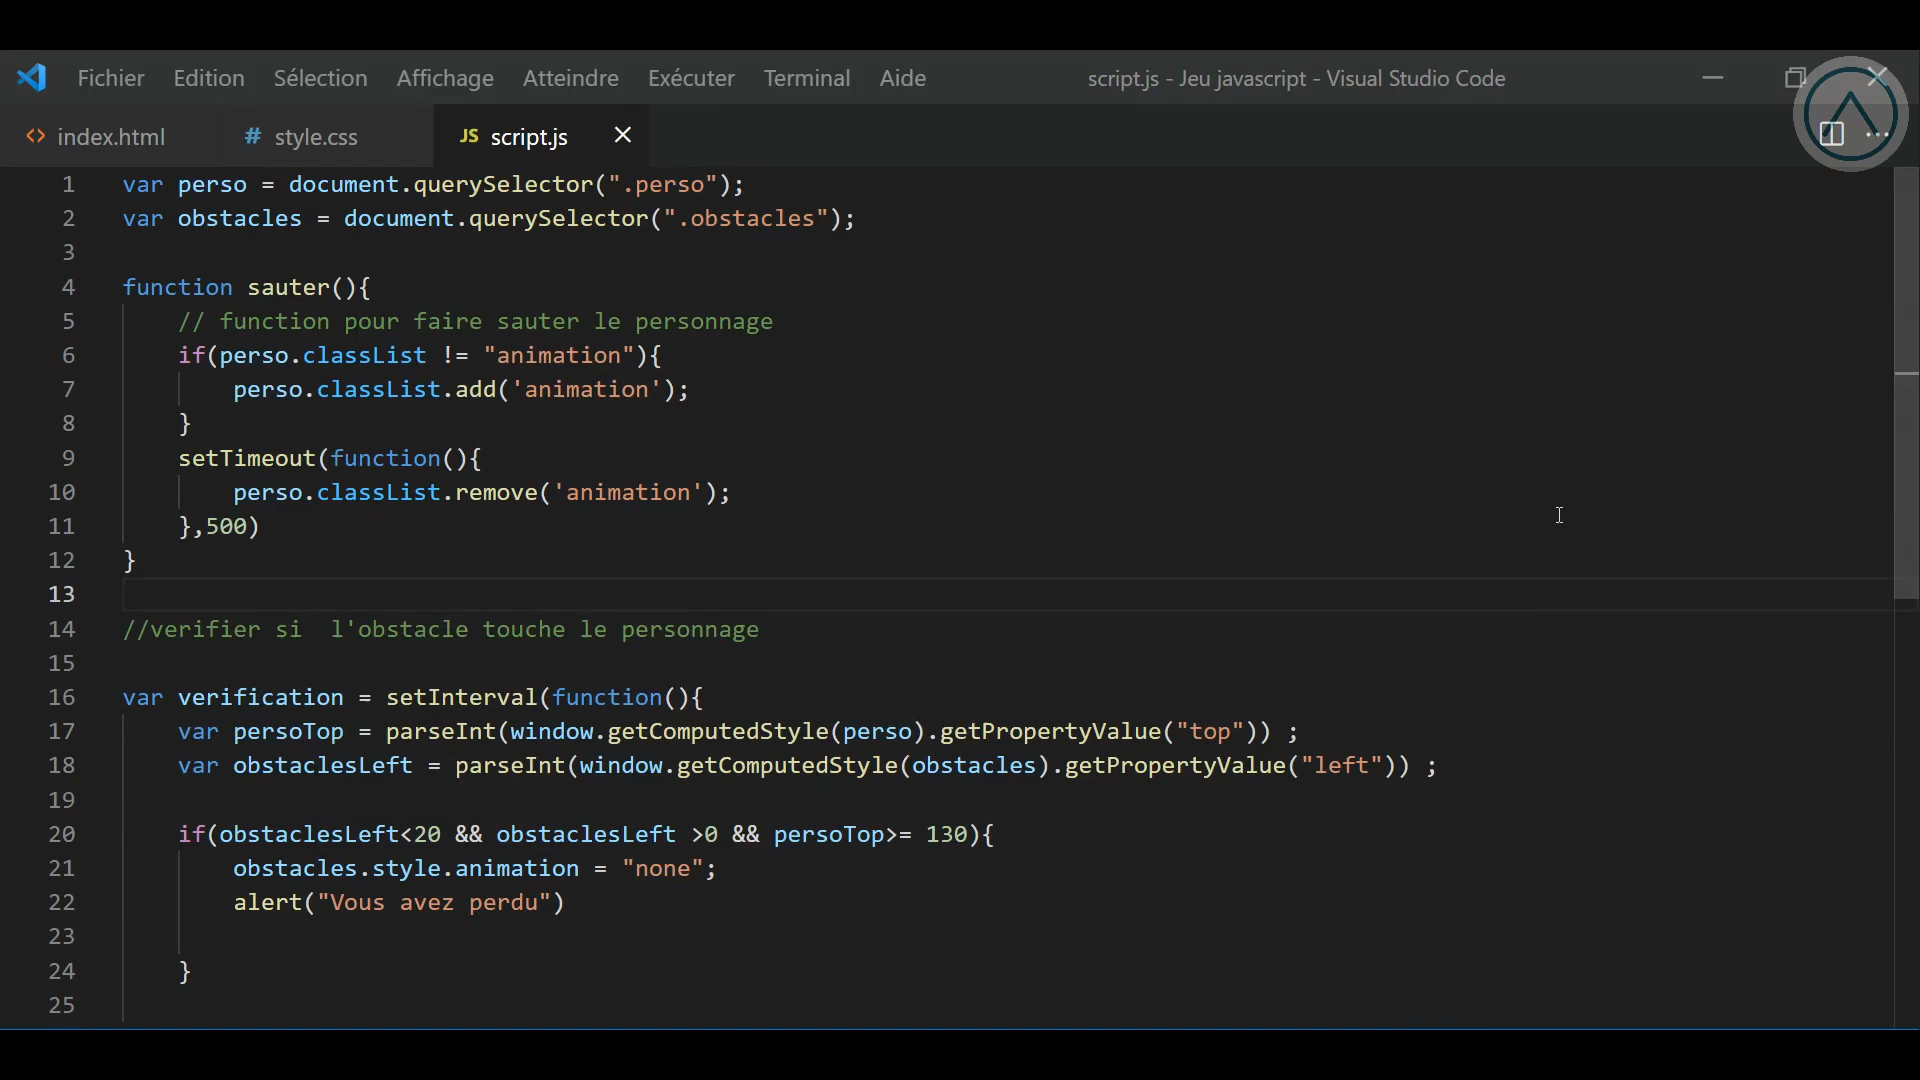 Fichier Edition Sélection Affichage Atteindre Exécuter Terminal Aide script.js - Jeu javascript - Visual Studio Code
<> index.html # style.css JS script.js
1 var perso = document.querySelector(".perso");
2 var obstacles = document.querySelector(".obstacles");
3
4 function sauter(){
5 // function pour faire sauter le personnage
6 if(perso.classList != "animation"){
7 perso.classList.add('animation');
8 }
9 setTimeout(function(){
10 perso.classList.remove('animation');
11 },500)
12 }
13
14 //verifier si  l'obstacle touche le personnage
15
16 var verification = setInterval(function(){
17 var persoTop = parseInt(window.getComputedStyle(perso).getPropertyValue("top")) ;
18 var obstaclesLeft = parseInt(window.getComputedStyle(obstacles).getPropertyValue("left")) ;
19
20 if(obstaclesLeft<20 && obstaclesLeft >0 && persoTop>= 130){
21 obstacles.style.animation = "none";
22 alert("Vous avez perdu")
23
24 }
25